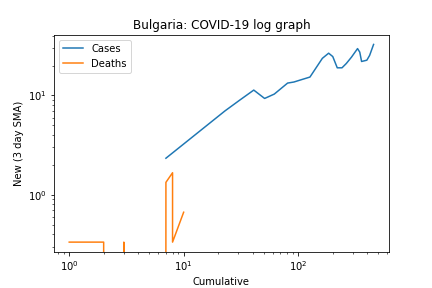 Bulgaria: COVID-19 log graph
Cases
Deaths
New (3 day SMA)
10¹
10⁰
10⁰
10¹
10²
Cumulative